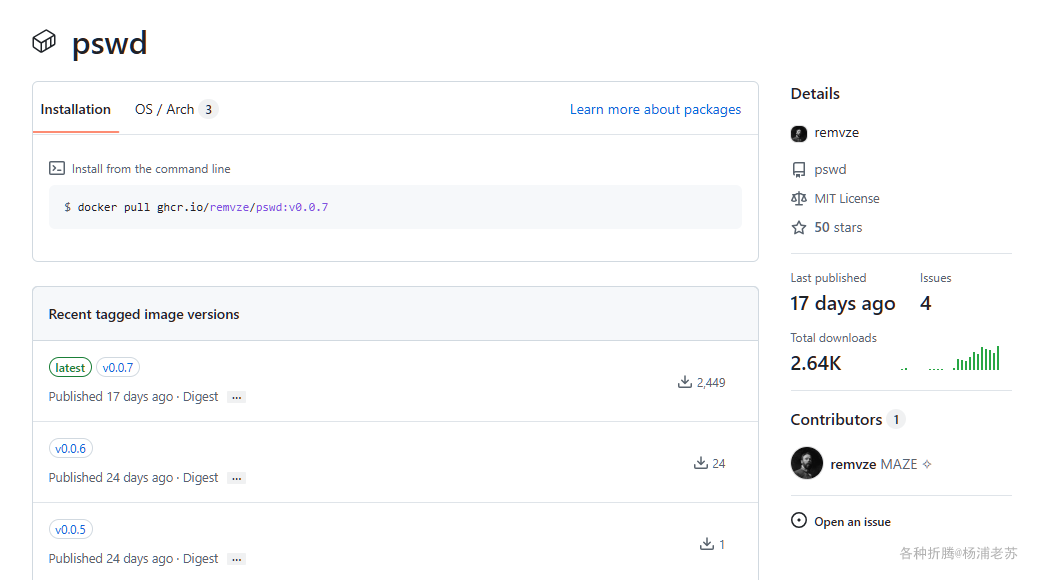 pswd
Installation
OS / Arch 3
Learn more about packages
Install from the command line
$ docker pull ghcr.io/remvze/pswd:v0.0.7
Recent tagged image versions
latest v0.0.7
Published 17 days ago · Digest ...
2,449
v0.0.6
Published 24 days ago · Digest ...
24
v0.0.5
Published 24 days ago · Digest ...
1
Details
remvze
pswd
MIT License
50 stars
Last published
17 days ago
Issues
4
Total downloads
2.64K
Contributors 1
remvze MAZE ✧
Open an issue
各种折腾@杨浦老苏